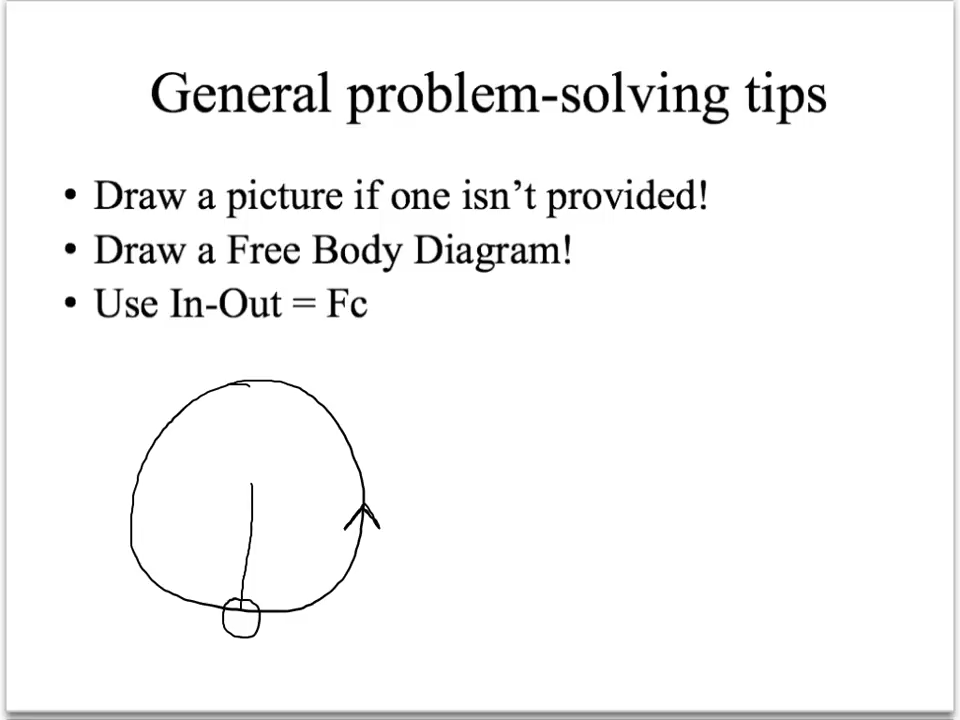 General problem-solving tips
• Draw a picture if one isn’t provided!
• Draw a Free Body Diagram!
• Use In-Out = Fc